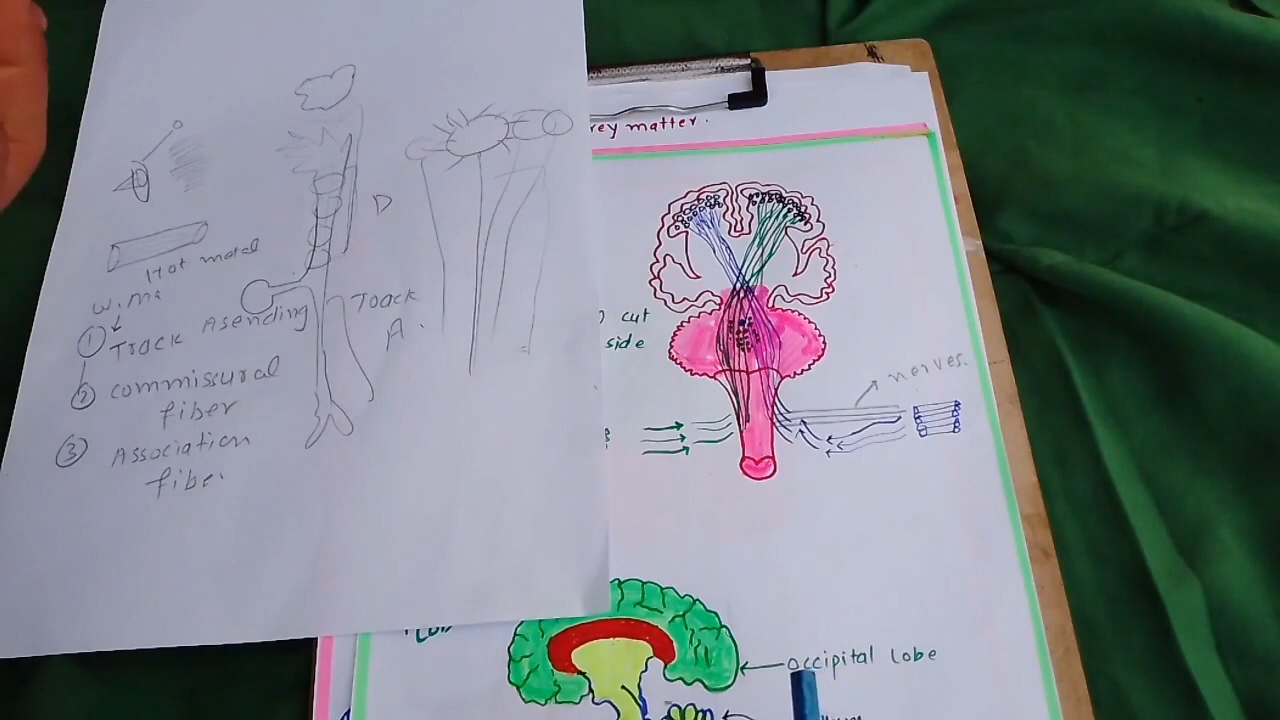 D
Hot metal
W.M:
① Track Asending
Track
A.
② commissural
fiber
③ Association
fiber
rey matter.
cut
side
nerves.
occipital Lobe